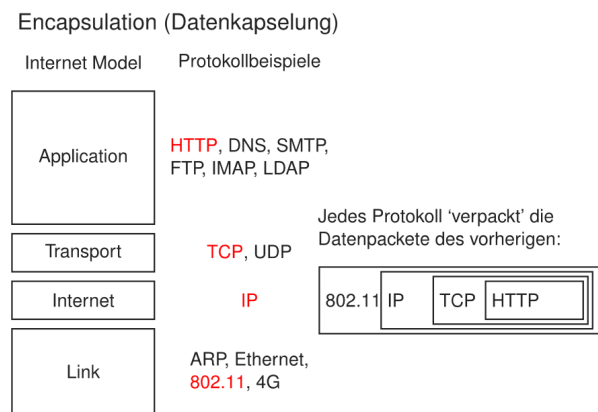 Encapsulation (Datenkapselung)
Internet Model Protokollbeispiele
Application
HTTP, DNS, SMTP,
FTP, IMAP, LDAP
Transport
TCP, UDP
Internet
IP
Link
ARP, Ethernet,
802.11, 4G
Jedes Protokoll ‘verpackt’ die
Datenpackete des vorherigen:
802.11 IP TCP HTTP